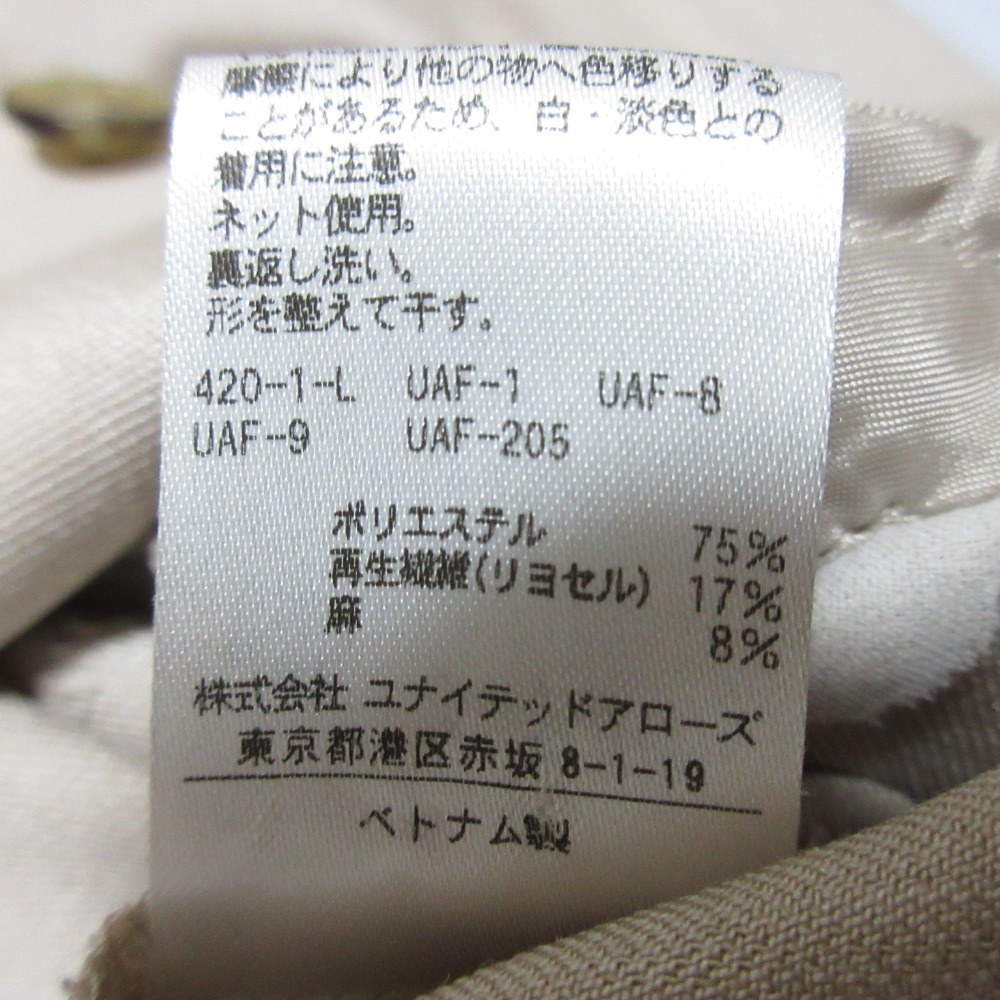 摩擦により他の物へ色移りする
ことがあるため、白・淡色との
着用に注意。
ネット使用。
裏返し洗い。
形を整えて干す。
420-1-L UAF-1 UAF-8
UAF-9 UAF-205
ポリエステル 75%
再生繊維(リヨセル) 17%
麻 8%
株式会社 ユナイテッドアローズ
東京都港区赤坂 8-1-19
ベトナム製